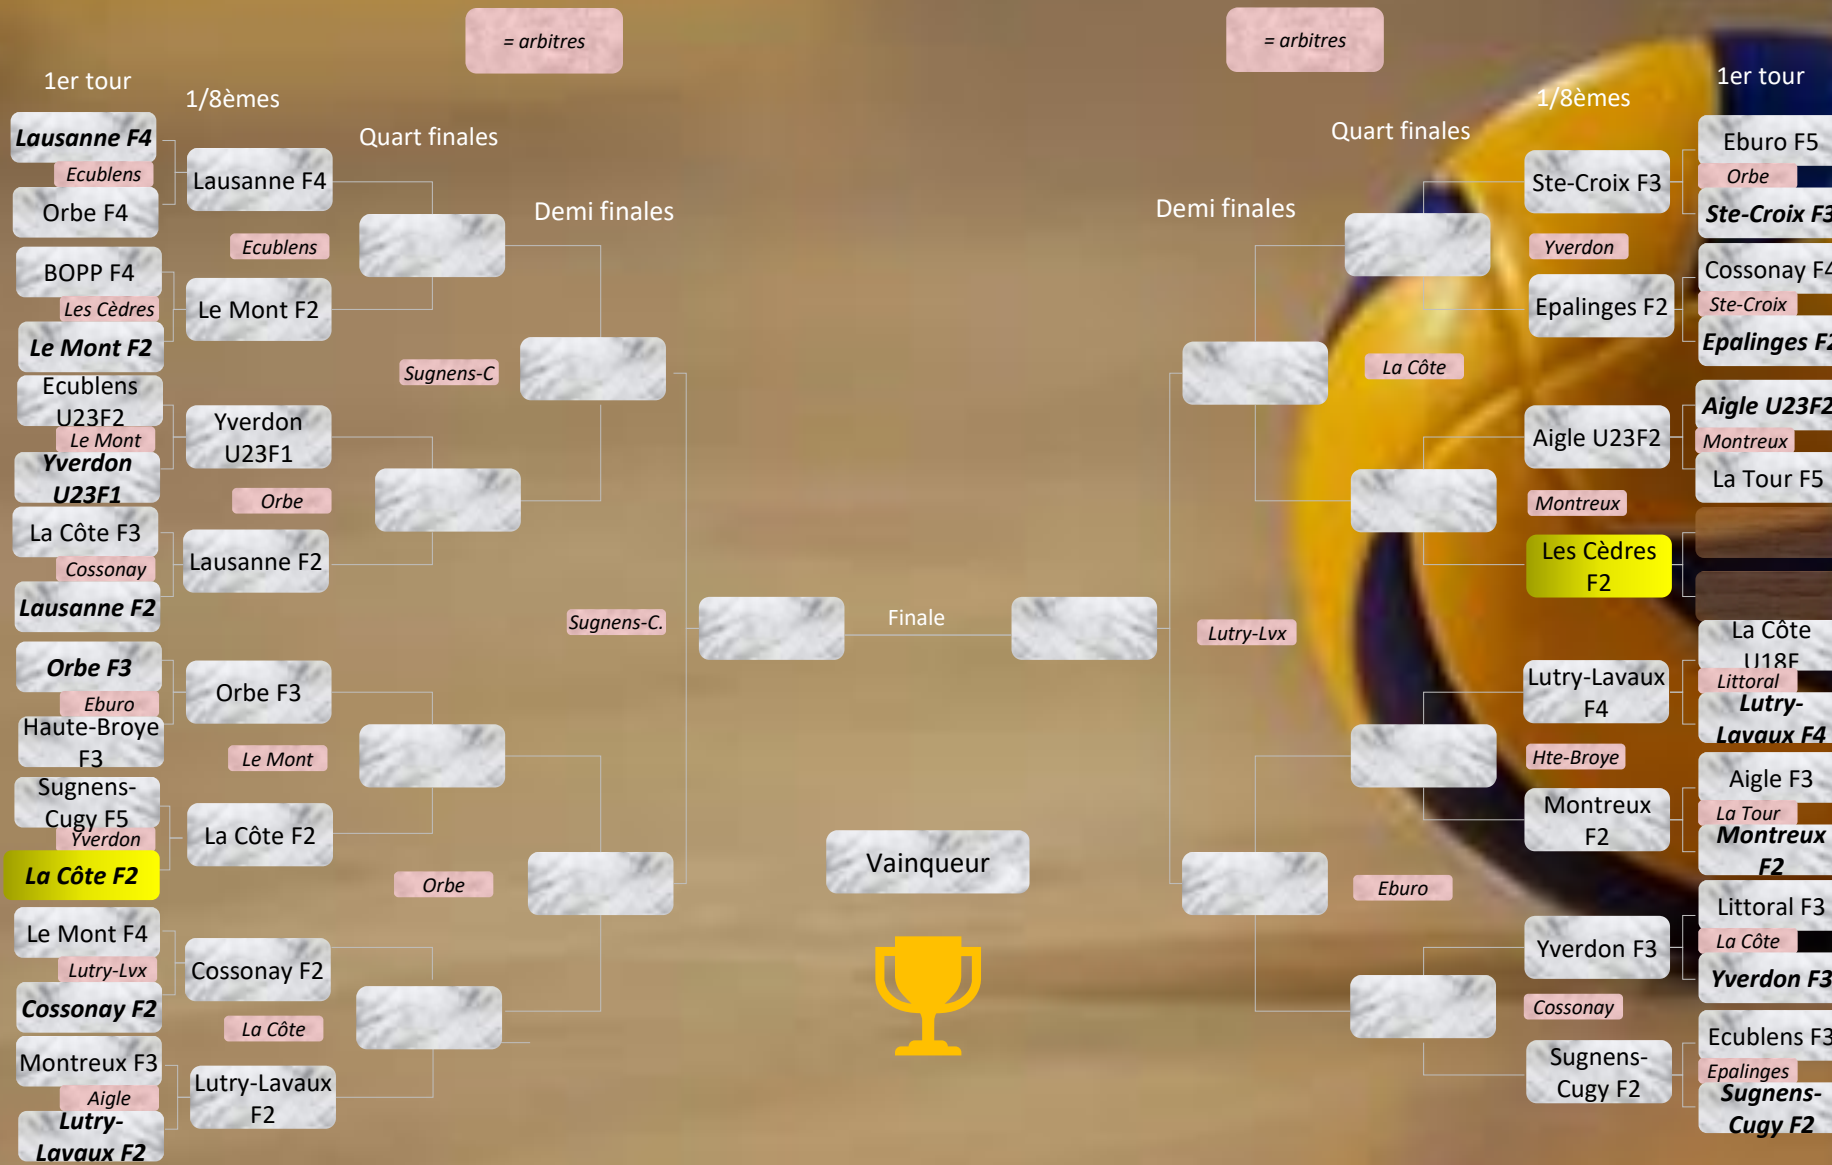 = arbitres
= arbitres
1er tour
1/8èmes
Quart finales
Demi finales
Lausanne F4
Ecublens
Orbe F4
BOPP F4
Les Cèdres
Le Mont F2
Ecublens
U23F2
Le Mont
Yverdon
U23F1
La Côte F3
Cossonay
Lausanne F2
Orbe F3
Eburo
Haute-Broye
F3
Sugnens-
Cugy F5
Yverdon
La Côte F2
Le Mont F4
Lutry-Lvx
Cossonay F2
Montreux F3
Aigle
Lutry-
Lavaux F2
Lausanne F4
Ecublens
Le Mont F2
Yverdon
U23F1
Orbe
Lausanne F2
Orbe F3
Le Mont
La Côte F2
Cossonay F2
La Côte
Lutry-Lavaux
F2
Sugnens-C
Orbe
Sugnens-C.
Finale
Vainqueur
Lutry-Lvx
Demi finales
Quart finales
1/8èmes
1er tour
La Côte
Eburo
Ste-Croix F3
Yverdon
Epalinges F2
Aigle U23F2
Montreux
Les Cèdres
F2
Lutry-Lavaux
F4
Hte-Broye
Montreux
F2
Yverdon F3
Cossonay
Sugnens-
Cugy F2
Eburo F5
Orbe
Ste-Croix F3
Cossonay F4
Ste-Croix
Epalinges F2
Aigle U23F2
Montreux
La Tour F5
La Côte
U18F
Littoral
Lutry-
Lavaux F4
Aigle F3
La Tour
Montreux
F2
Littoral F3
La Côte
Yverdon F3
Ecublens F3
Epalinges
Sugnens-
Cugy F2